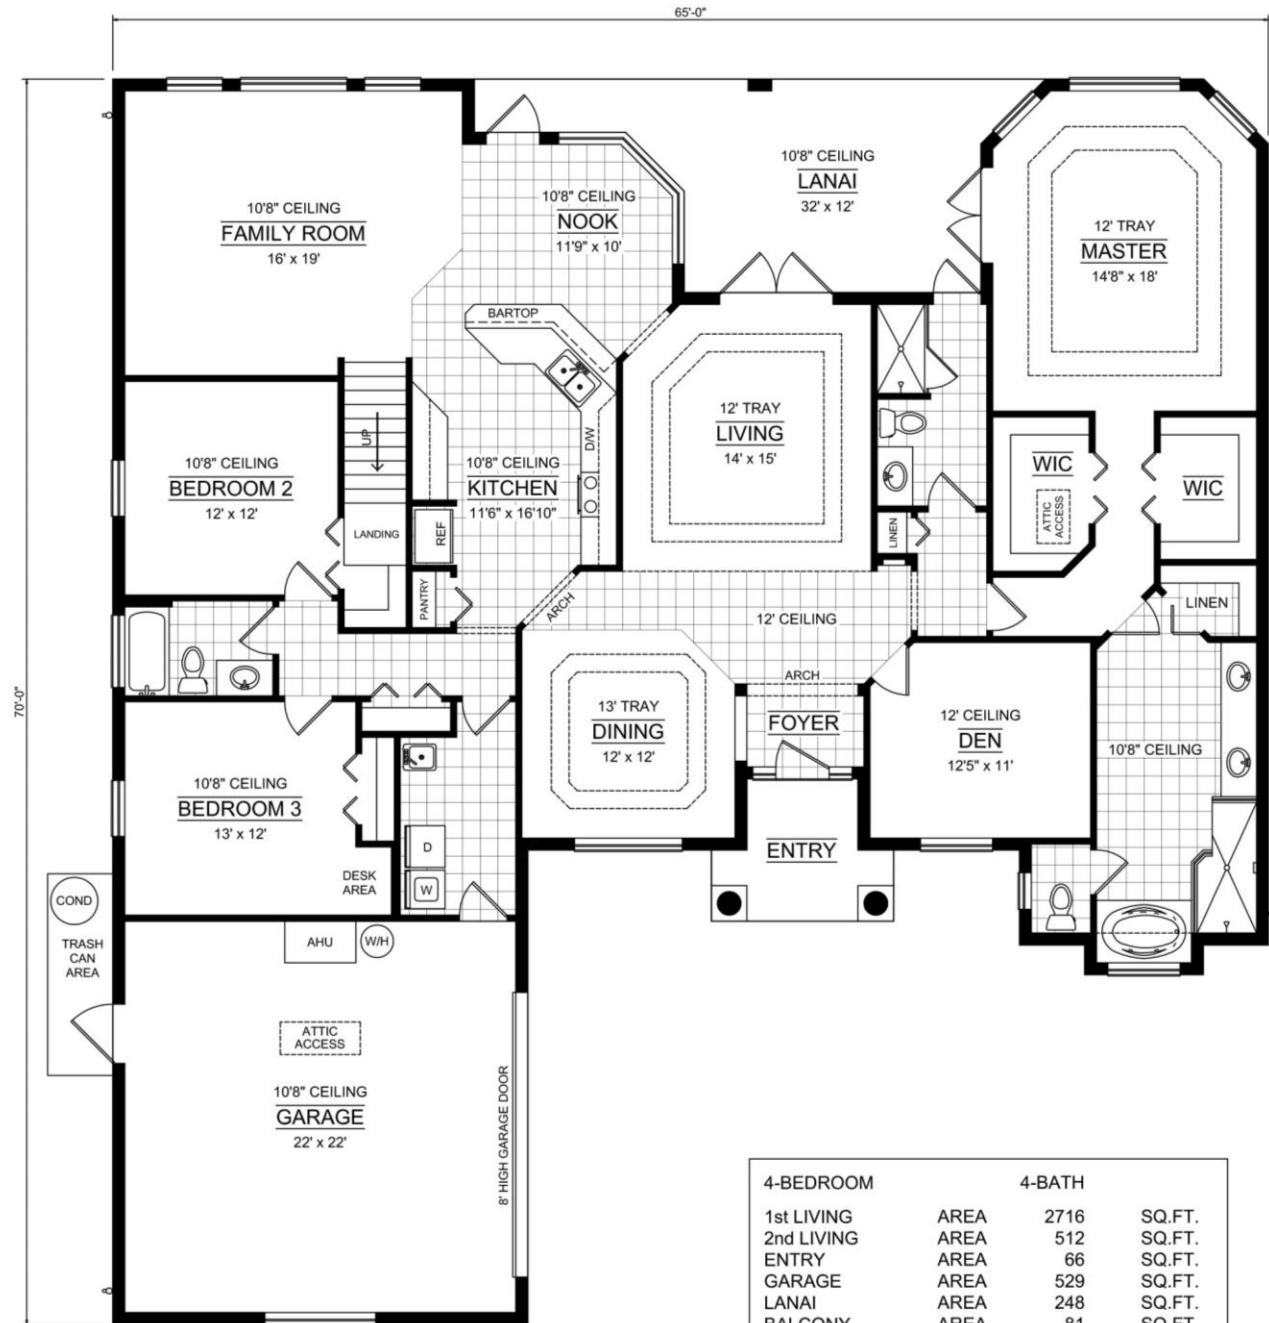 65'-0"
70'-0"
10'8" CEILING
FAMILY ROOM
16' x 19'
10'8" CEILING
NOOK
11'9" x 10'
10'8" CEILING
LANAI
32' x 12'
12' TRAY
MASTER
14'8" x 18'
BARTOP
12' TRAY
LIVING
14' x 15'
UP
D/W
10'8" CEILING
BEDROOM 2
12' x 12'
10'8" CEILING
KITCHEN
11'6" x 16'10"
WIC
WIC
ATTIC
ACCESS
REF
LANDING
LINEN
PANTRY
ARCH
12' CEILING
LINEN
ARCH
13' TRAY
DINING
12' x 12'
FOYER
12' CEILING
DEN
12'5" x 11'
10'8" CEILING
10'8" CEILING
BEDROOM 3
13' x 12'
D
W
ENTRY
DESK
AREA
COND
TRASH
CAN
AREA
AHU
W/H
ATTIC
ACCESS
10'8" CEILING
GARAGE
22' x 22'
8' HIGH GARAGE DOOR
4-BEDROOM 4-BATH
1st LIVING AREA 2716 SQ.FT.
2nd LIVING AREA 512 SQ.FT.
ENTRY AREA 66 SQ.FT.
GARAGE AREA 529 SQ.FT.
LANAI AREA 248 SQ.FT.
BALCONY AREA 81 SQ.FT.